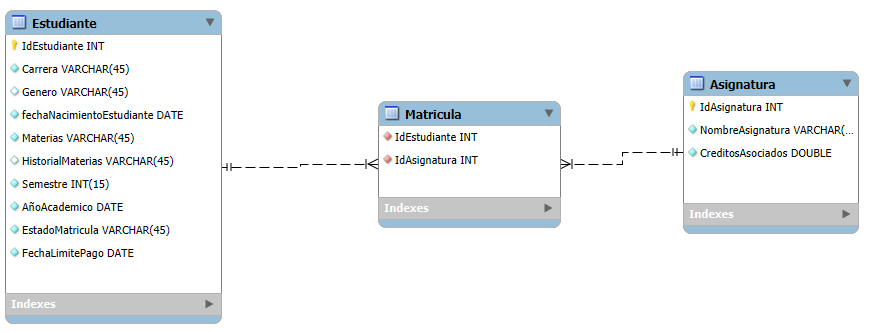 Estudiante
IdEstudiante INT
Carrera VARCHAR(45)
Genero VARCHAR(45)
fechaNacimientoEstudiante DATE
Materias VARCHAR(45)
HistorialMaterias VARCHAR(45)
Semestre INT(15)
AñoAcademico DATE
EstadoMatricula VARCHAR(45)
FechaLimitePago DATE
Indexes
Matricula
IdEstudiante INT
IdAsignatura INT
Indexes
Asignatura
IdAsignatura INT
NombreAsignatura VARCHAR(...
CreditosAsociados DOUBLE
Indexes